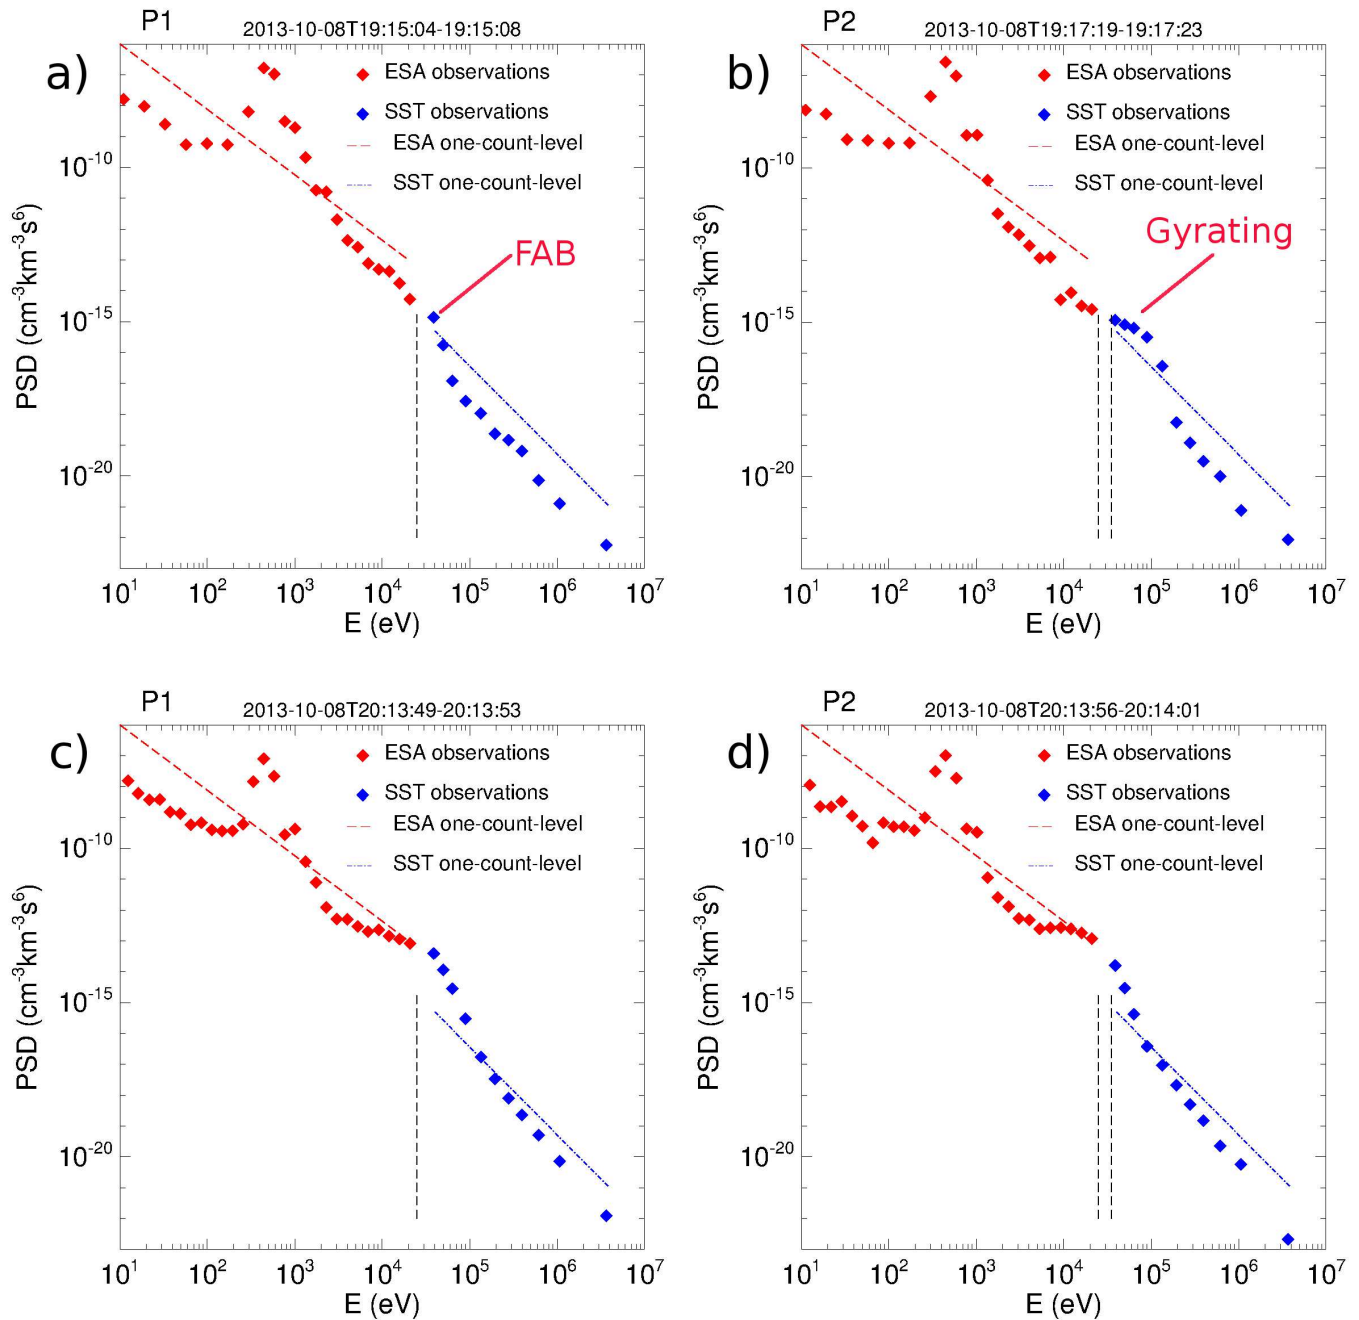 P1
2013-10-08T19:15:04-19:15:08
a)
ESA observations
SST observations
ESA one-count-level
SST one-count-level
FAB
10⁻¹⁰
10⁻¹⁵
10⁻²⁰
PSD (cm⁻³km⁻³s⁶)
10¹ 10² 10³ 10⁴ 10⁵ 10⁶ 10⁷
E (eV)
P2
2013-10-08T19:17:19-19:17:23
b)
ESA observations
SST observations
ESA one-count-level
SST one-count-level
Gyrating
10⁻¹⁰
10⁻¹⁵
10⁻²⁰
PSD (cm⁻³km⁻³s⁶)
10¹ 10² 10³ 10⁴ 10⁵ 10⁶ 10⁷
E (eV)
P1
2013-10-08T20:13:49-20:13:53
c)
ESA observations
SST observations
ESA one-count-level
SST one-count-level
10⁻¹⁰
10⁻¹⁵
10⁻²⁰
PSD (cm⁻³km⁻³s⁶)
10¹ 10² 10³ 10⁴ 10⁵ 10⁶ 10⁷
E (eV)
P2
2013-10-08T20:13:56-20:14:01
d)
ESA observations
SST observations
ESA one-count-level
SST one-count-level
10⁻¹⁰
10⁻¹⁵
10⁻²⁰
PSD (cm⁻³km⁻³s⁶)
10¹ 10² 10³ 10⁴ 10⁵ 10⁶ 10⁷
E (eV)